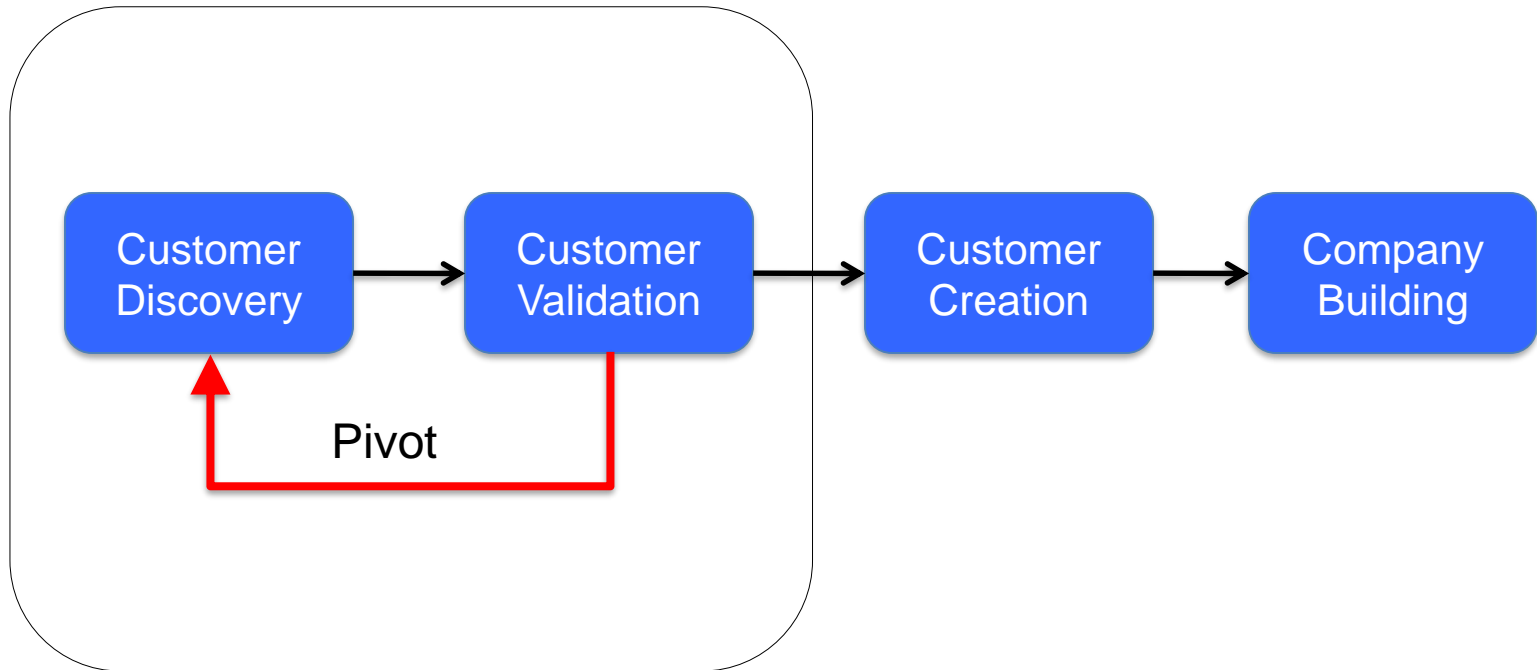 Customer
Discovery
Customer
Validation
Customer
Creation
Company
Building
Pivot